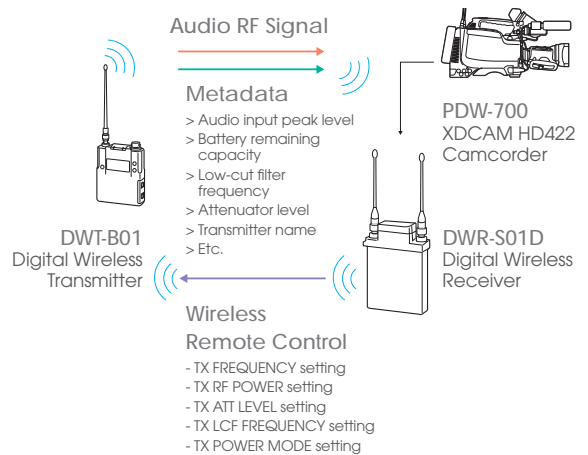 Audio RF Signal
Metadata
> Audio input peak level
> Battery remaining
capacity
> Low-cut filter
frequency
> Attenuator level
> Transmitter name
> Etc.
PDW-700
XDCAM HD422
Camcorder
DWT-B01
Digital Wireless
Transmitter
DWR-S01D
Digital Wireless
Receiver
Wireless
Remote Control
- TX FREQUENCY setting
- TX RF POWER setting
- TX ATT LEVEL setting
- TX LCF FREQUENCY setting
- TX POWER MODE setting